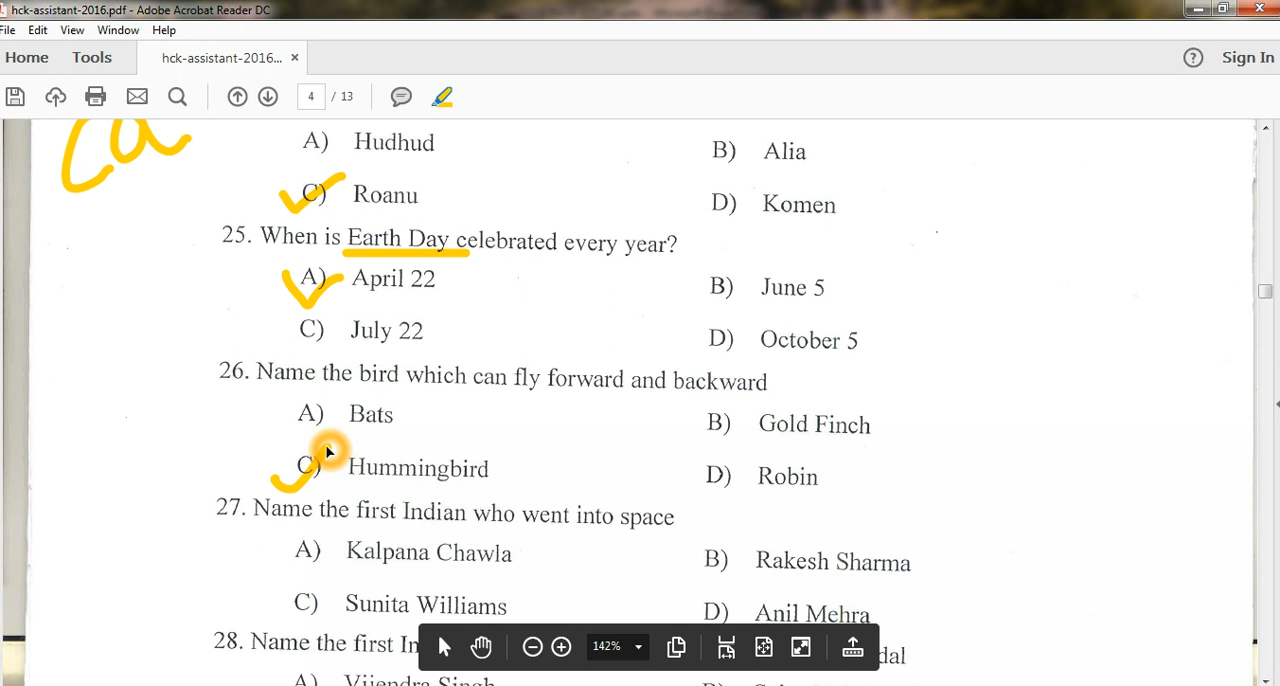 hck-assistant-2016.pdf - Adobe Acrobat Reader DC
File Edit View Window Help
Home Tools hck-assistant-2016... × ? Sign In
4 / 13
A) Hudhud B) Alia
C) Roanu D) Komen
25. When is Earth Day celebrated every year?
A) April 22 B) June 5
C) July 22 D) October 5
26. Name the bird which can fly forward and backward
A) Bats B) Gold Finch
C) Hummingbird D) Robin
27. Name the first Indian who went into space
A) Kalpana Chawla B) Rakesh Sharma
C) Sunita Williams D) Anil Mehra
28. Name the first In dal
142%
A) Vijendra Singh